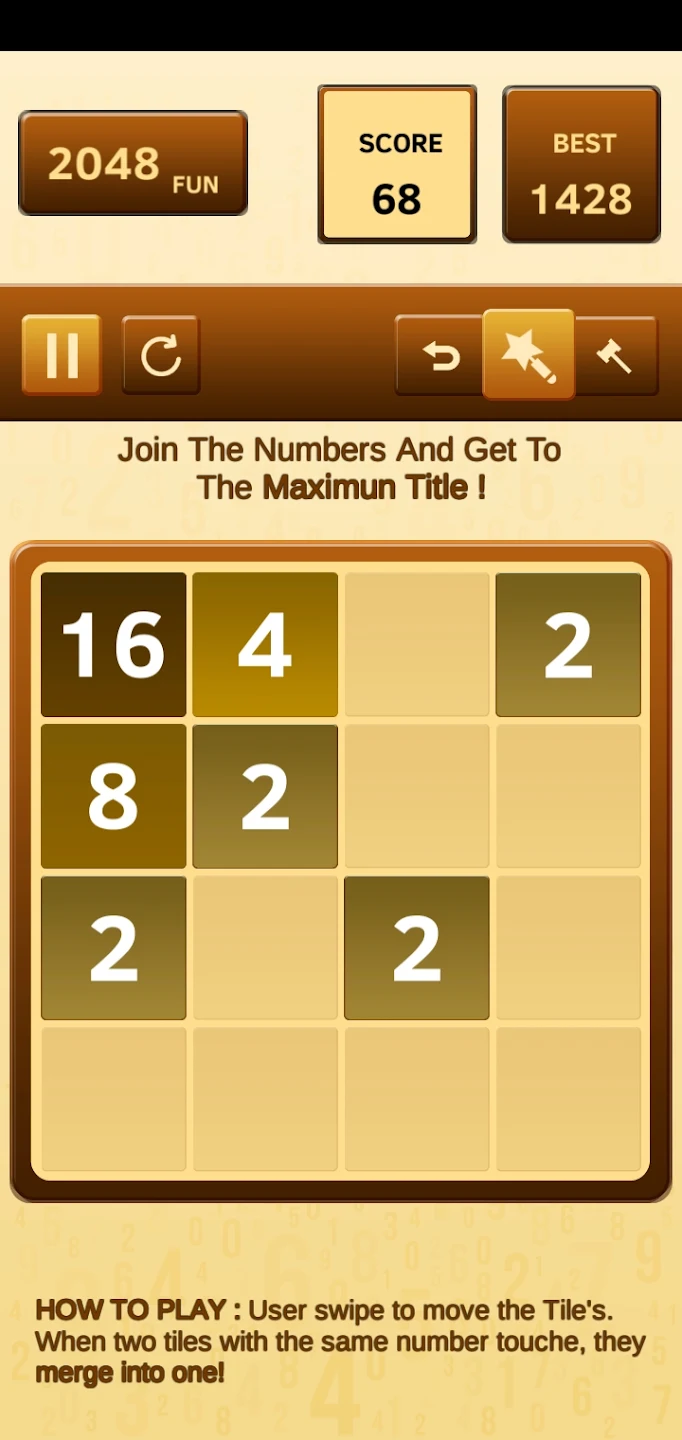 2048 FUN
SCORE
68
BEST
1428
Join The Numbers And Get To
The Maximun Title !
16 4 2
8 2
2 2
HOW TO PLAY : User swipe to move the Tile's.
When two tiles with the same number touche, they
merge into one!